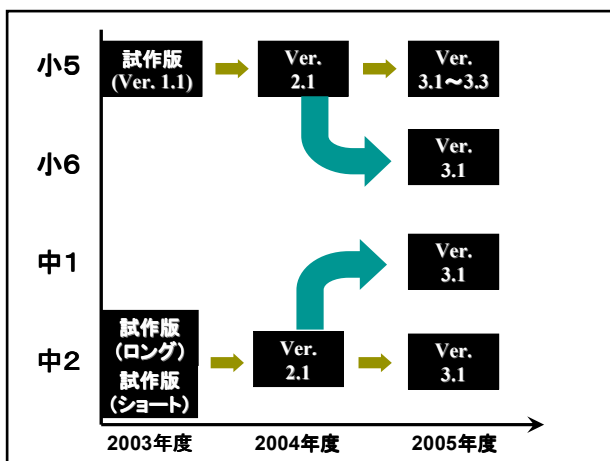 小5
試作版
(Ver. 1.1)
Ver.
2.1
Ver.
3.1～3.3
小6
Ver.
3.1
中1
Ver.
3.1
中2
試作版
(ロング)
試作版
(ショート)
Ver.
2.1
Ver.
3.1
2003年度
2004年度
2005年度